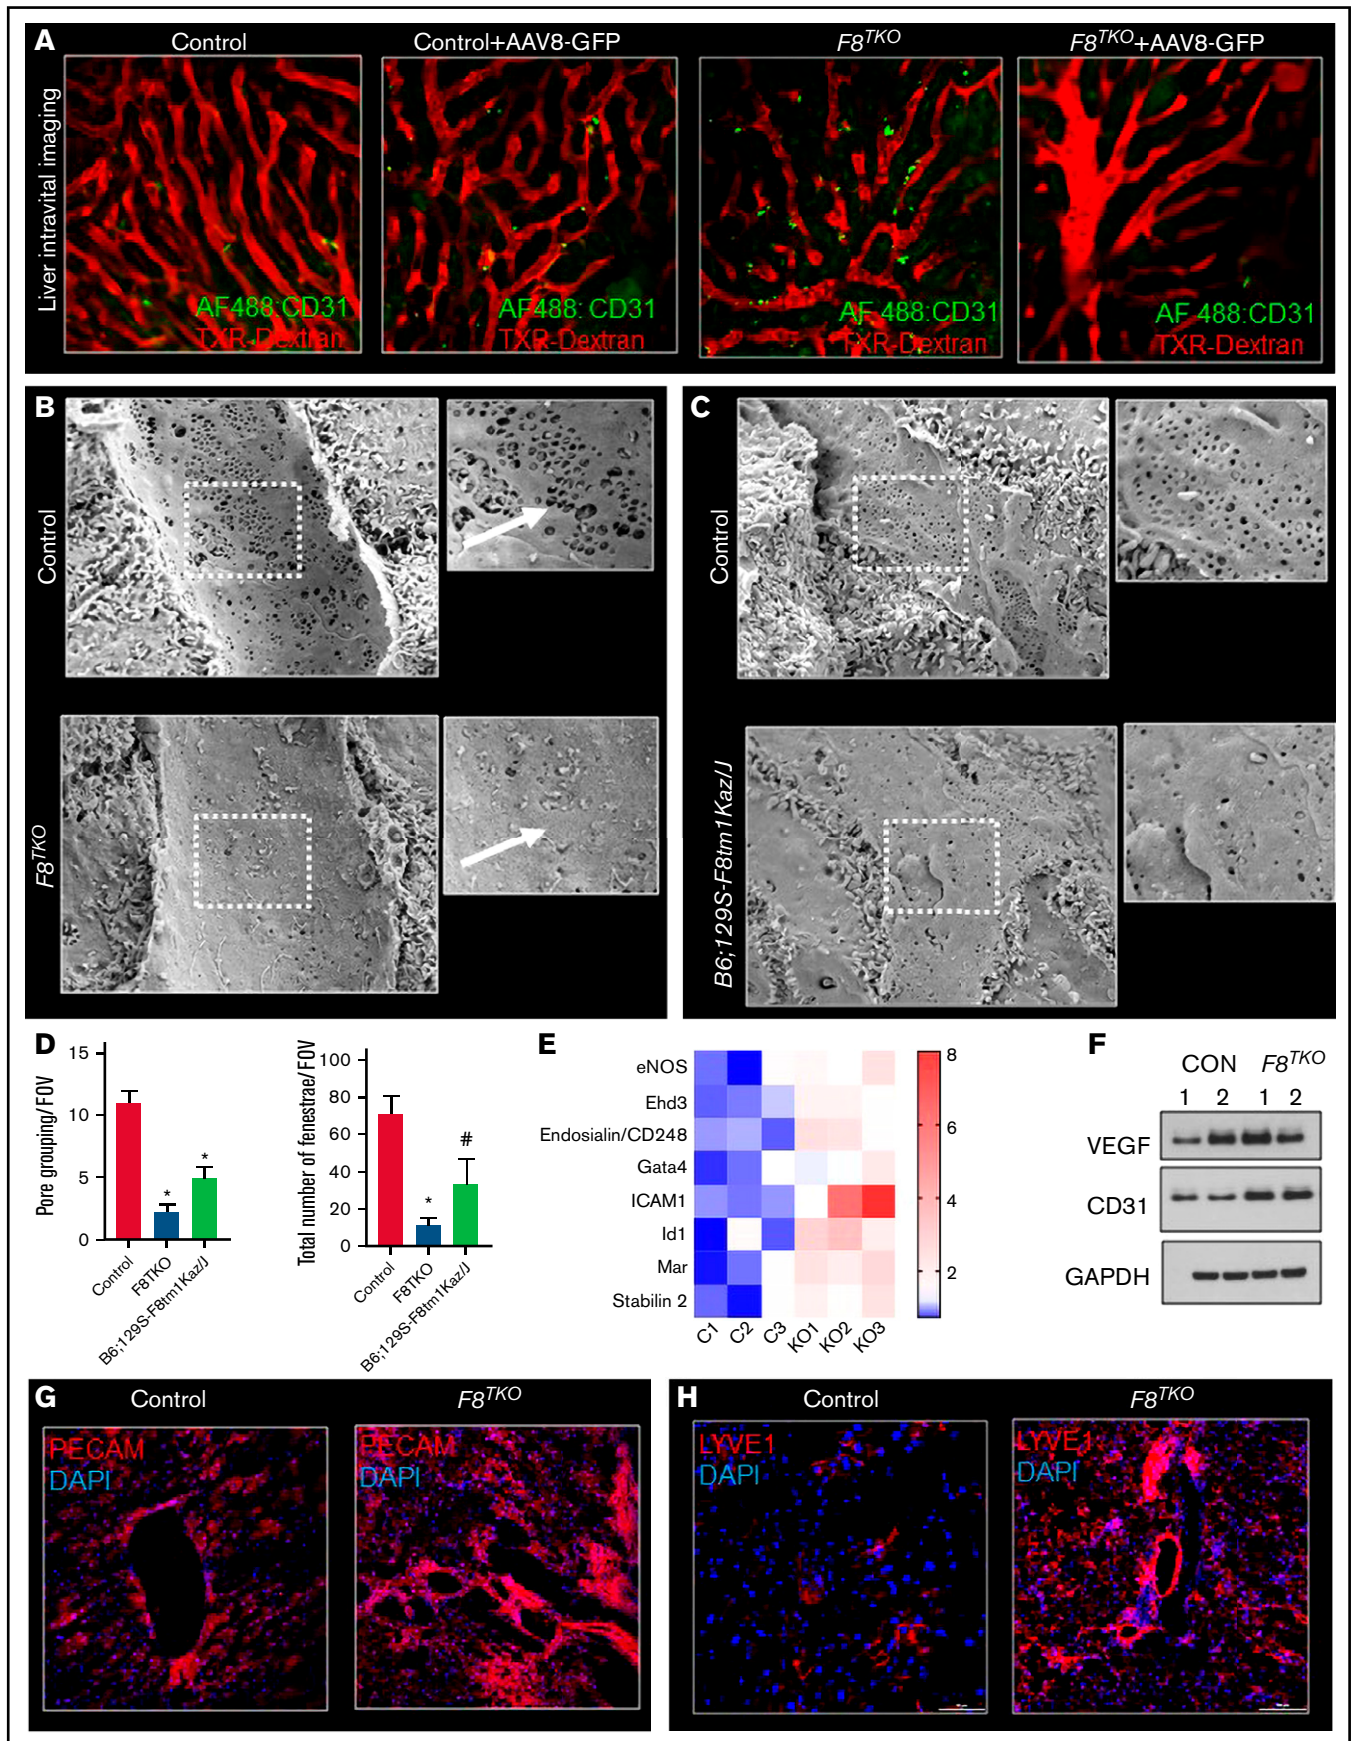 A
Control
Control+AAV8-GFP
F8TKO
F8TKO+AAV8-GFP
Liver intravital imaging
AF488:CD31
TXR-Dextran
AF488:CD31
TXR-Dextran
AF488:CD31
TXR-Dextran
AF488:CD31
TXR-Dextran
B
Control
F8TKO
C
Control
B6;129S-F8tm1Kaz/J
D
Pore grouping/FOV
15
10
5
0
*
*
Control
F8TKO
B6;129S-F8tm1Kaz/J
Total number of fenestrae/FOV
100
80
60
40
20
0
*
#
Control
F8TKO
B6;129S-F8tm1Kaz/J
E
eNOS
Ehd3
Endosialin/CD248
Gata4
ICAM1
Id1
Mar
Stabilin 2
C1 C2 C3 KO1 KO2 KO3
8
6
4
2
F
CON F8TKO
1 2 1 2
VEGF
CD31
GAPDH
G
Control
F8TKO
PECAM
DAPI
PECAM
DAPI
H
Control
F8TKO
LYVE1
DAPI
LYVE1
DAPI